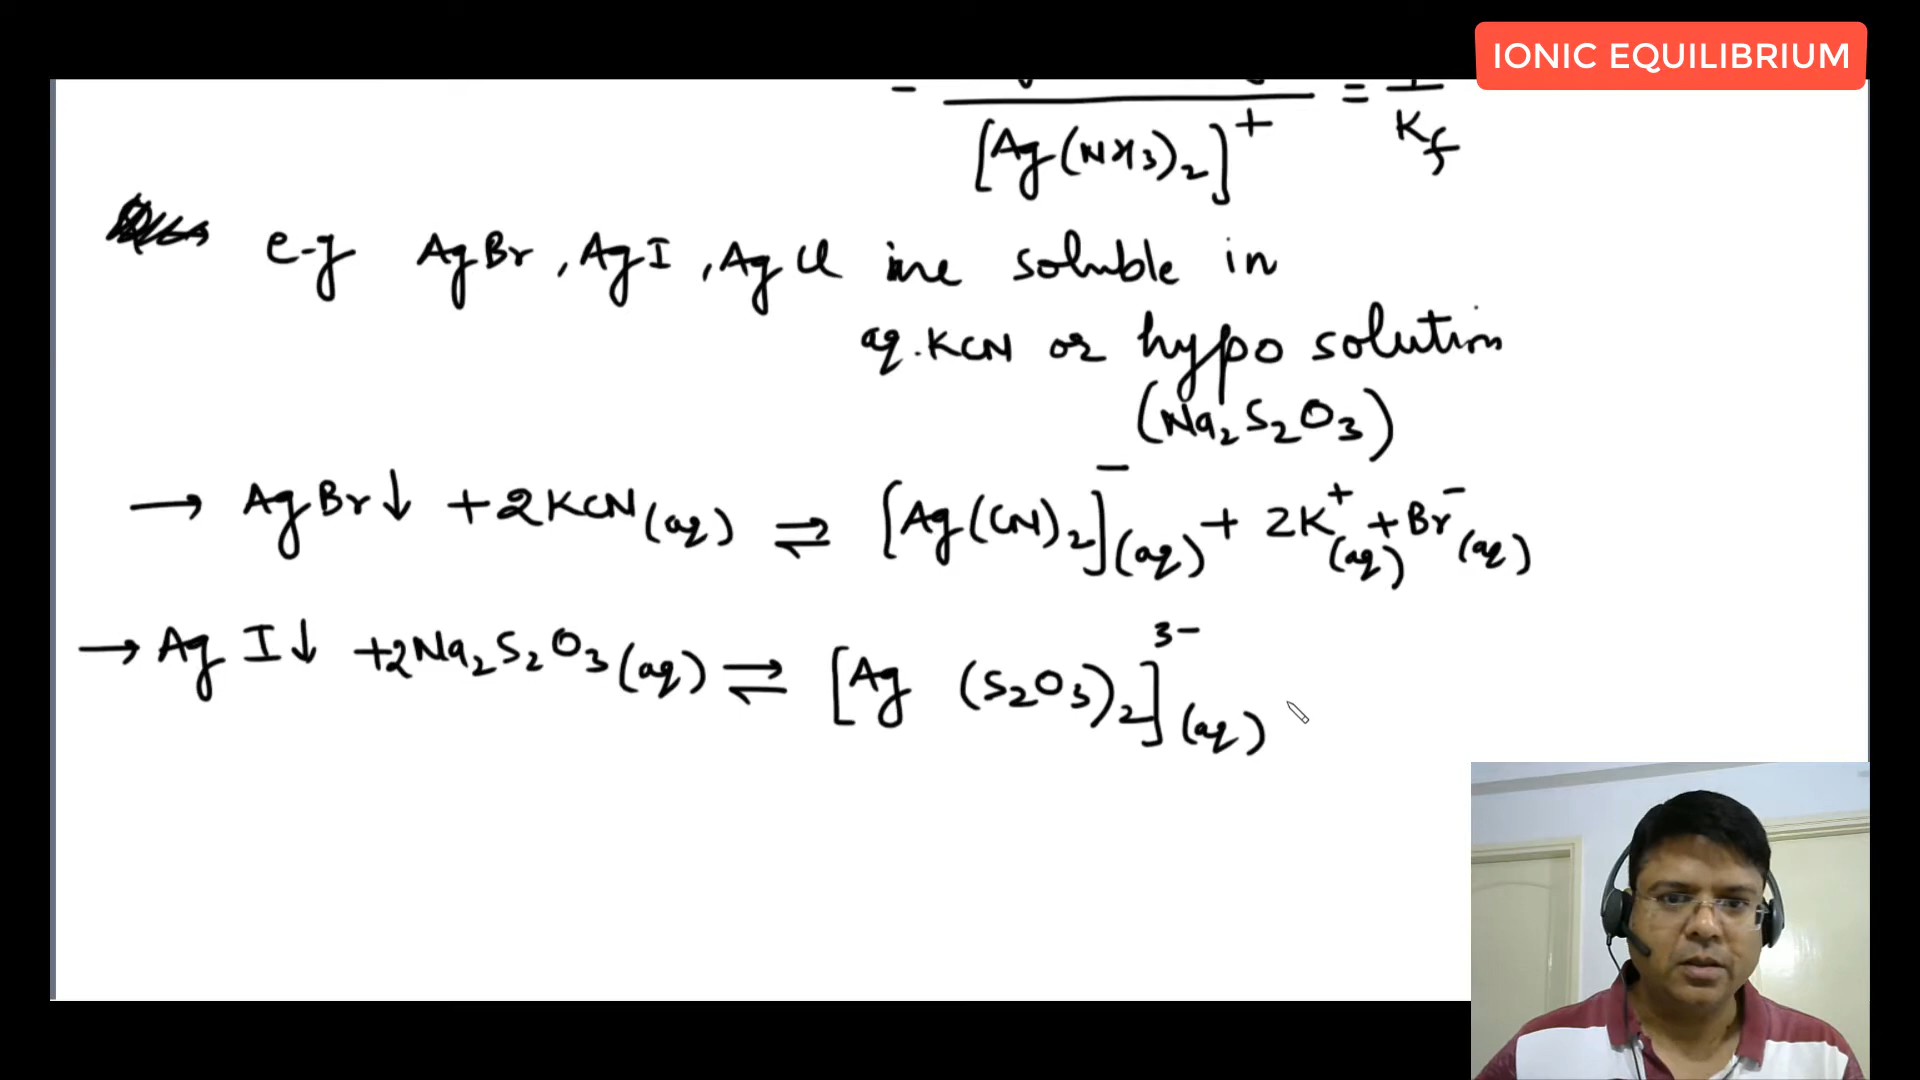 IONIC EQUILIBRIUM
[Ag(NH3)2]+ = 1/Kf
e-g AgBr, AgI, AgCl are soluble in
aq. KCN or hypo solution
(Na₂S₂O₃)
→ AgBr↓ + 2KCN(aq) ⇌ [Ag(CN)₂]⁻(aq) + 2K⁺(aq) + Br⁻(aq)
→ AgI↓ + 2Na₂S₂O₃(aq) ⇌ [Ag (S₂O₃)₂]³⁻(aq)